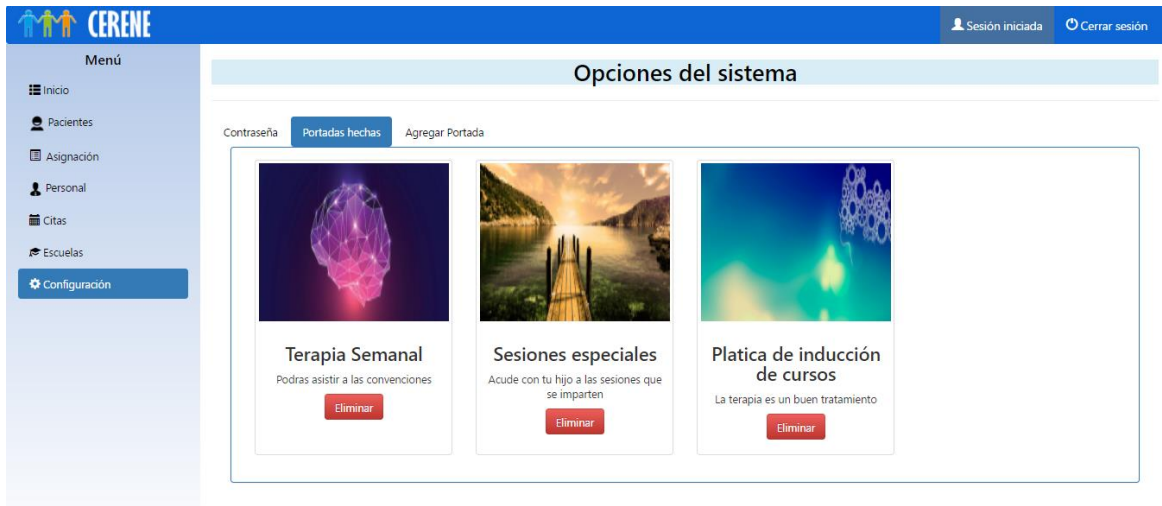 CERENE
Sesión iniciada
Cerrar sesión
Menú
Inicio
Pacientes
Asignación
Personal
Citas
Escuelas
Configuración
Opciones del sistema
Contraseña
Portadas hechas
Agregar Portada
Terapia Semanal
Podras asistir a las convenciones
Eliminar
Sesiones especiales
Acude con tu hijo a las sesiones que
se imparten
Eliminar
Platica de inducción
de cursos
La terapia es un buen tratamiento
Eliminar